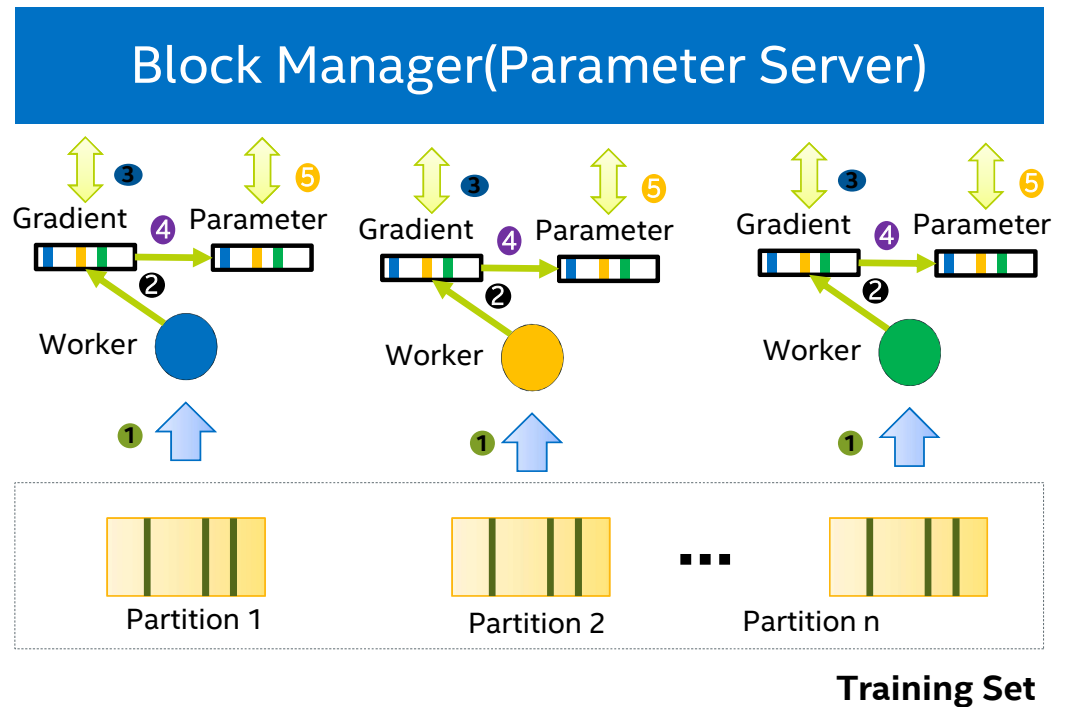 Block Manager(Parameter Server)
3
5
3
5
3
5
Gradient
Parameter
Gradient
Parameter
Gradient
Parameter
4
4
4
2
2
2
Worker
Worker
Worker
1
1
1
...
Partition 1
Partition 2
Partition n
Training Set